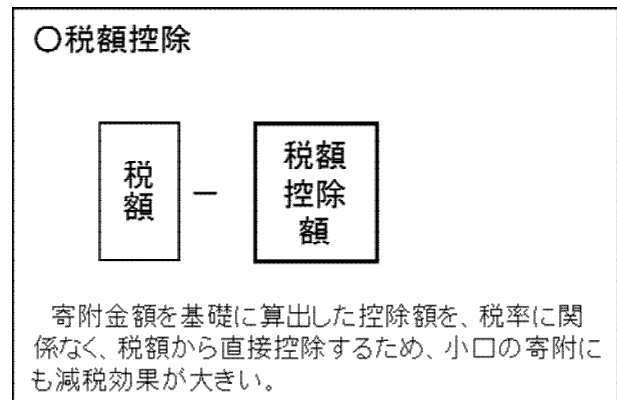 〇税額控除
税額
－
税額
控除
額
寄附金額を基礎に算出した控除額を、税率に関
係なく、税額から直接控除するため、小口の寄附に
も減税効果が大きい。